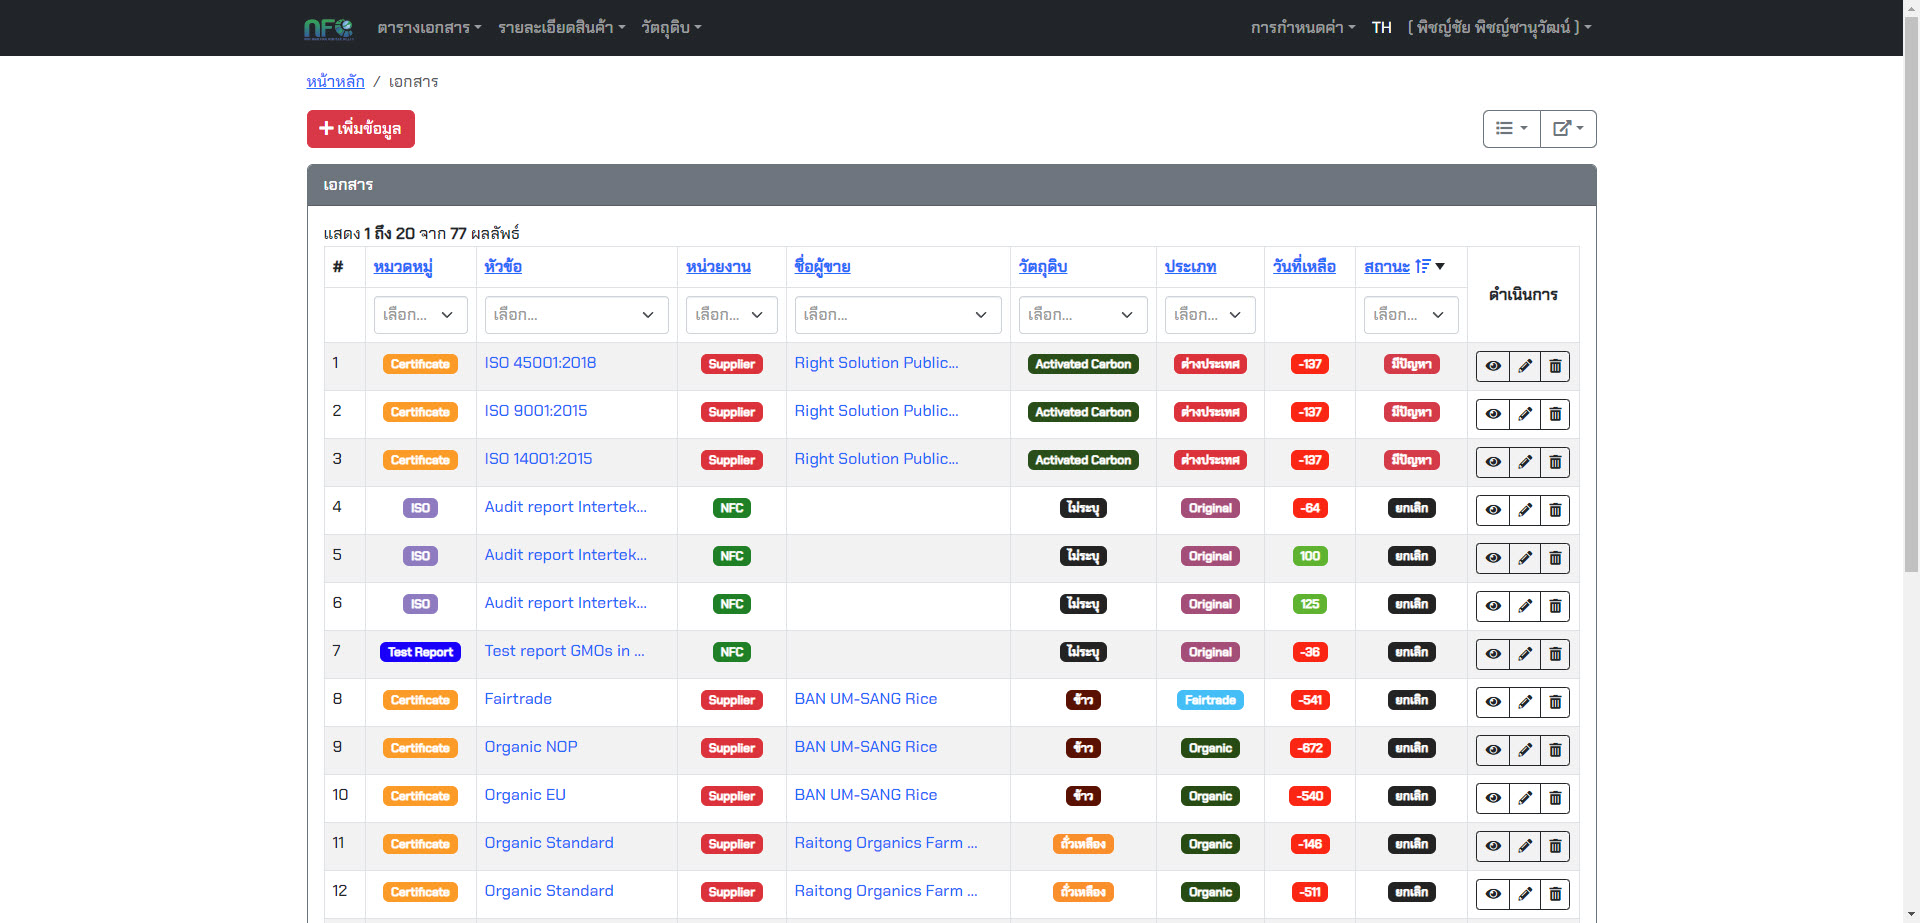 NFC ตารางเอกสาร รายละเอียดสินค้า วัตถุดิบ การกำหนดค่า TH ( พิชญ์ชัย พิชญ์ชานุวัฒน์ )
หน้าหลัก / เอกสาร
เพิ่มข้อมูล
เอกสาร
แสดง 1 ถึง 20 จาก 77 ผลลัพธ์
# หมวดหมู่ หัวข้อ หน่วยงาน ชื่อผู้ขาย วัตถุดิบ ประเภท วันที่เหลือ สถานะ ดำเนินการ
เลือก... เลือก... เลือก... เลือก... เลือก... เลือก... เลือก...
1 Certificate ISO 45001:2018 Supplier Right Solution Public... Activated Carbon ต่างประเทศ -137 มีปัญหา
2 Certificate ISO 9001:2015 Supplier Right Solution Public... Activated Carbon ต่างประเทศ -137 มีปัญหา
3 Certificate ISO 14001:2015 Supplier Right Solution Public... Activated Carbon ต่างประเทศ -137 มีปัญหา
4 ISO Audit report Intertek... NFC ไม่ระบุ Original -64 ยกเลิก
5 ISO Audit report Intertek... NFC ไม่ระบุ Original 100 ยกเลิก
6 ISO Audit report Intertek... NFC ไม่ระบุ Original 125 ยกเลิก
7 Test Report Test report GMOs in ... NFC ไม่ระบุ Original -36 ยกเลิก
8 Certificate Fairtrade Supplier BAN UM-SANG Rice ข้าว Fairtrade -541 ยกเลิก
9 Certificate Organic NOP Supplier BAN UM-SANG Rice ข้าว Organic -672 ยกเลิก
10 Certificate Organic EU Supplier BAN UM-SANG Rice ข้าว Organic -540 ยกเลิก
11 Certificate Organic Standard Supplier Raitong Organics Farm ... ถั่วเหลือง Organic -146 ยกเลิก
12 Certificate Organic Standard Supplier Raitong Organics Farm ... ถั่วเหลือง Organic -511 ยกเลิก